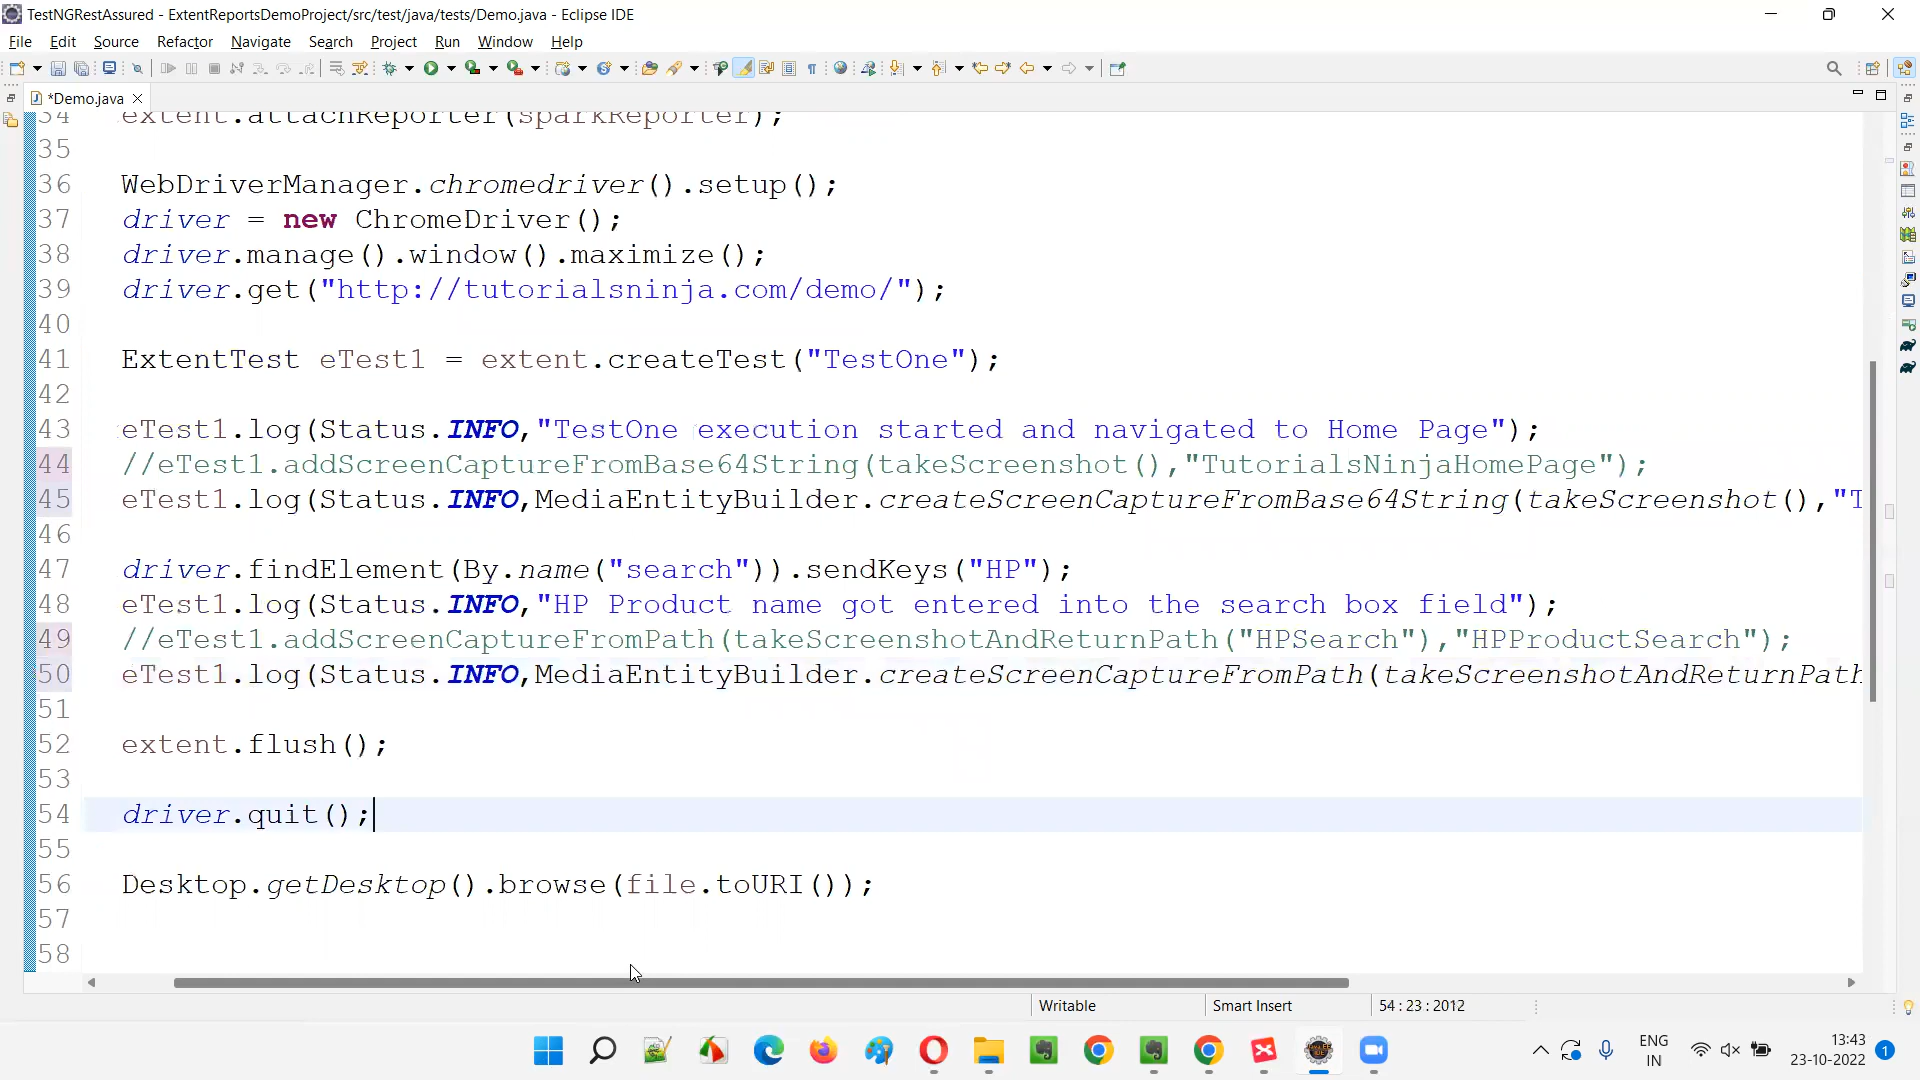 TestNGRestAssured - ExtentReportsDemoProject/src/test/java/tests/Demo.java - Eclipse IDE
File Edit Source Refactor Navigate Search Project Run Window Help
*Demo.java
34 extent.attachReporter(sparkReporter);
35
36 WebDriverManager.chromedriver().setup();
37 driver = new ChromeDriver();
38 driver.manage().window().maximize();
39 driver.get("http://tutorialsninja.com/demo/");
40
41 ExtentTest eTest1 = extent.createTest("TestOne");
42
43 eTest1.log(Status.INFO,"TestOne execution started and navigated to Home Page");
44 //eTest1.addScreenCaptureFromBase64String(takeScreenshot(),"TutorialsNinjaHomePage");
45 eTest1.log(Status.INFO,MediaEntityBuilder.createScreenCaptureFromBase64String(takeScreenshot(),"T
46
47 driver.findElement(By.name("search")).sendKeys("HP");
48 eTest1.log(Status.INFO,"HP Product name got entered into the search box field");
49 //eTest1.addScreenCaptureFromPath(takeScreenshotAndReturnPath("HPSearch"),"HPProductSearch");
50 eTest1.log(Status.INFO,MediaEntityBuilder.createScreenCaptureFromPath(takeScreenshotAndReturnPath
51
52 extent.flush();
53
54 driver.quit();
55
56 Desktop.getDesktop().browse(file.toURI());
57
58
Writable Smart Insert 54 : 23 : 2012
ENG
IN
13:43
23-10-2022
1